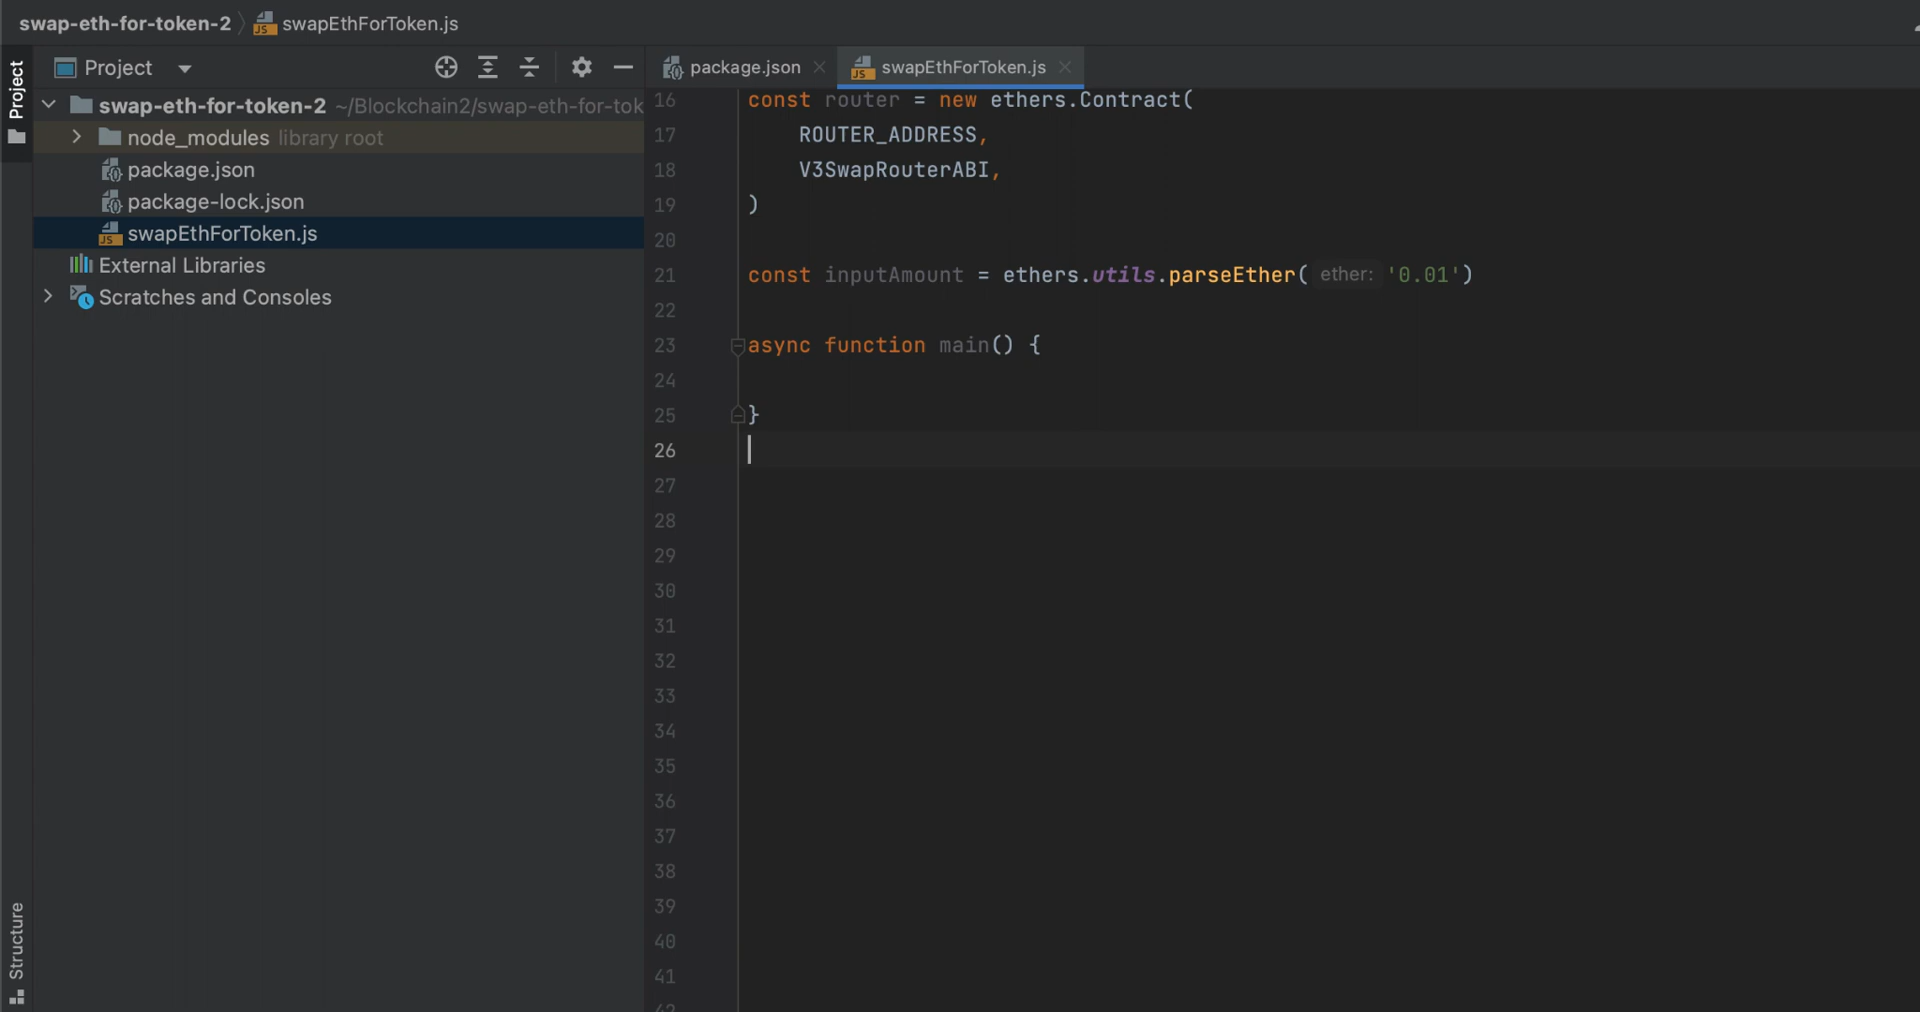 swap-eth-for-token-2 swapEthForToken.js
Project
Project
package.json
swapEthForToken.js
swap-eth-for-token-2 ~/Blockchain2/swap-eth-for-tok
node_modules library root
package.json
package-lock.json
swapEthForToken.js
External Libraries
Scratches and Consoles
Structure
16 const router = new ethers.Contract(
17 ROUTER_ADDRESS,
18 V3SwapRouterABI,
19 )
20
21 const inputAmount = ethers.utils.parseEther( ether: '0.01')
22
23 async function main() {
24
25 }
26
27
28
29
30
31
32
33
34
35
36
37
38
39
40
41